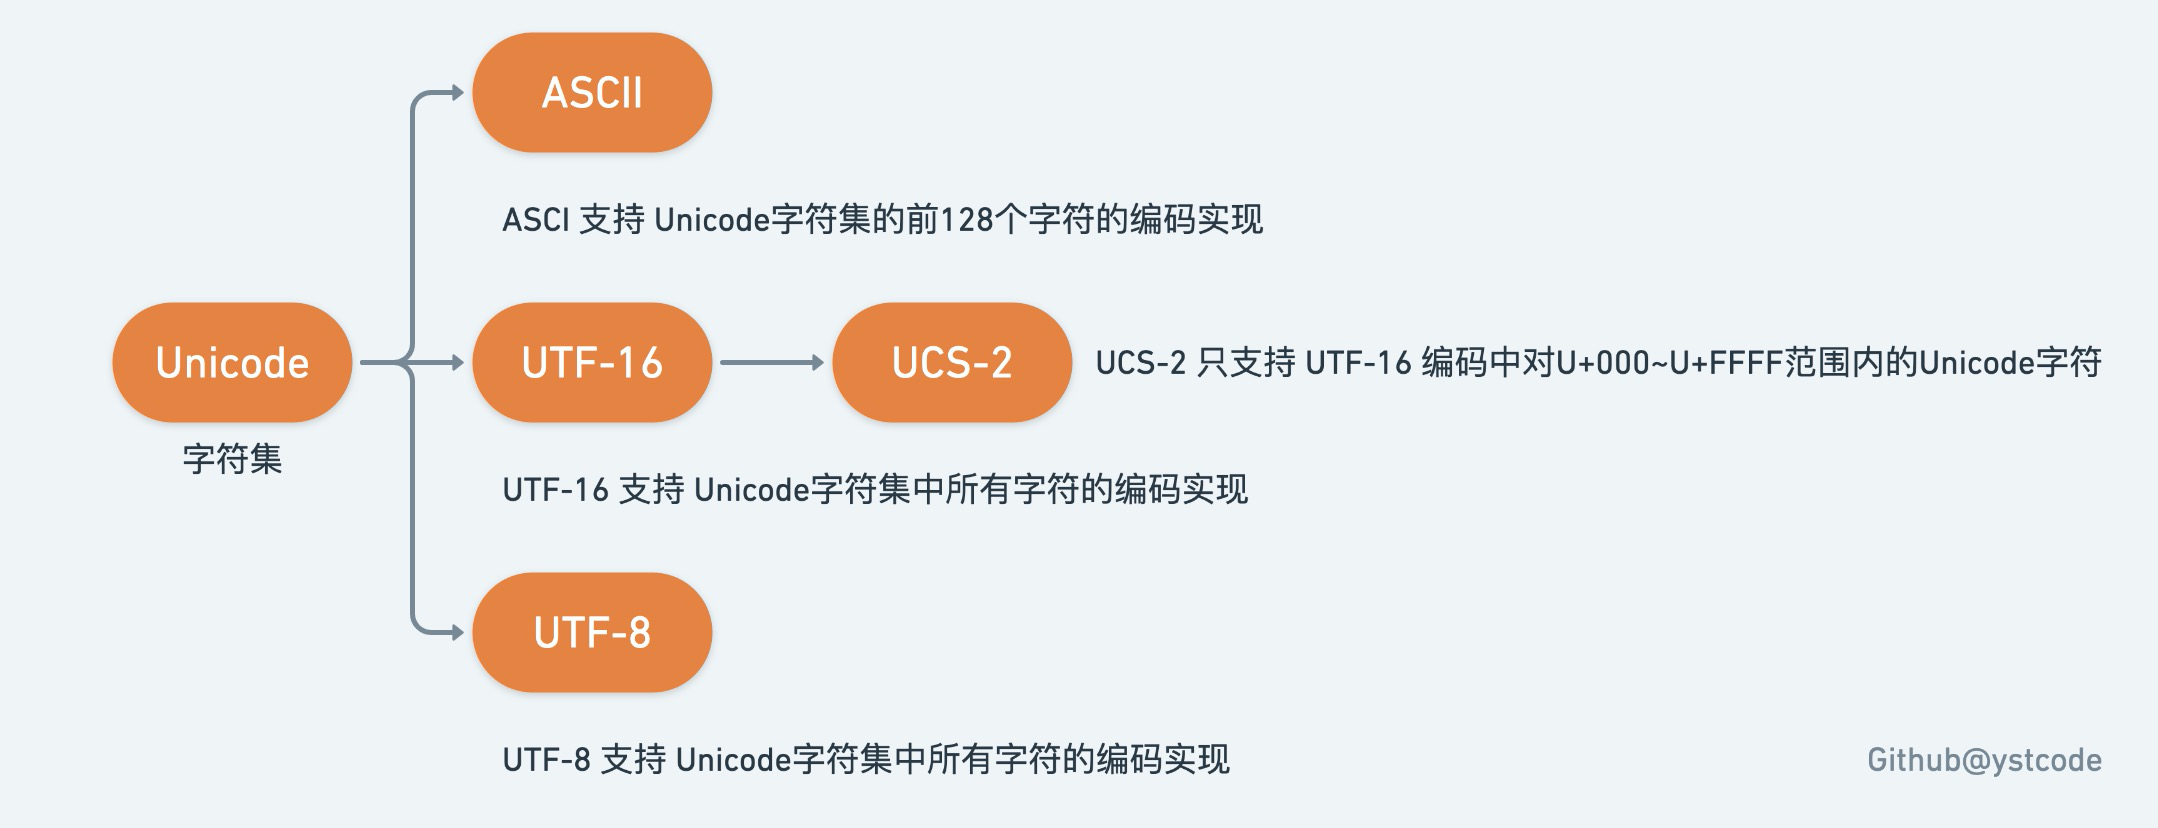 ASCII
ASCI 支持 Unicode字符集的前128个字符的编码实现
Unicode
字符集
UTF-16
UCS-2
UCS-2 只支持 UTF-16 编码中对U+000~U+FFFF范围内的Unicode字符
UTF-16 支持 Unicode字符集中所有字符的编码实现
UTF-8
UTF-8 支持 Unicode字符集中所有字符的编码实现
Github@ystcode